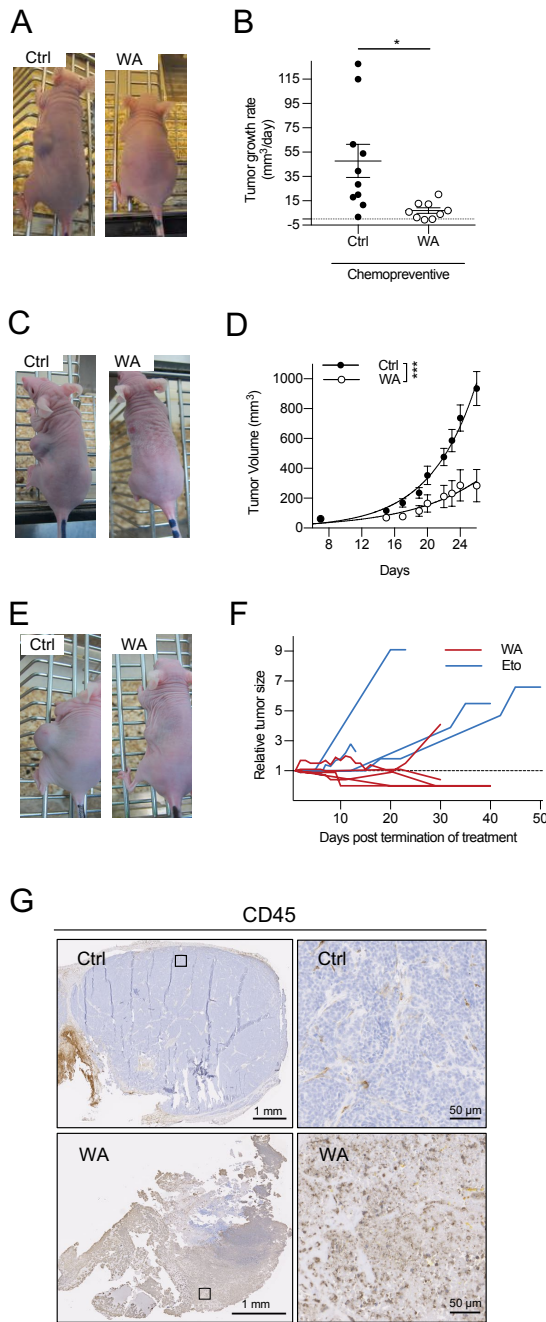 A
Ctrl
WA
B
Tumor growth rate
(mm³/day)
115
95
75
55
35
15
-5
*
Ctrl
WA
Chemopreventive
C
Ctrl
WA
D
Tumor Volume (mm³)
1000
800
600
400
200
0
Ctrl
WA
***
8
12
16
20
24
Days
E
Ctrl
WA
F
Relative tumor size
9
7
5
3
1
WA
Eto
10
20
30
40
50
Days post termination of treatment
G
CD45
Ctrl
1 mm
Ctrl
50 µm
WA
1 mm
WA
50 µm